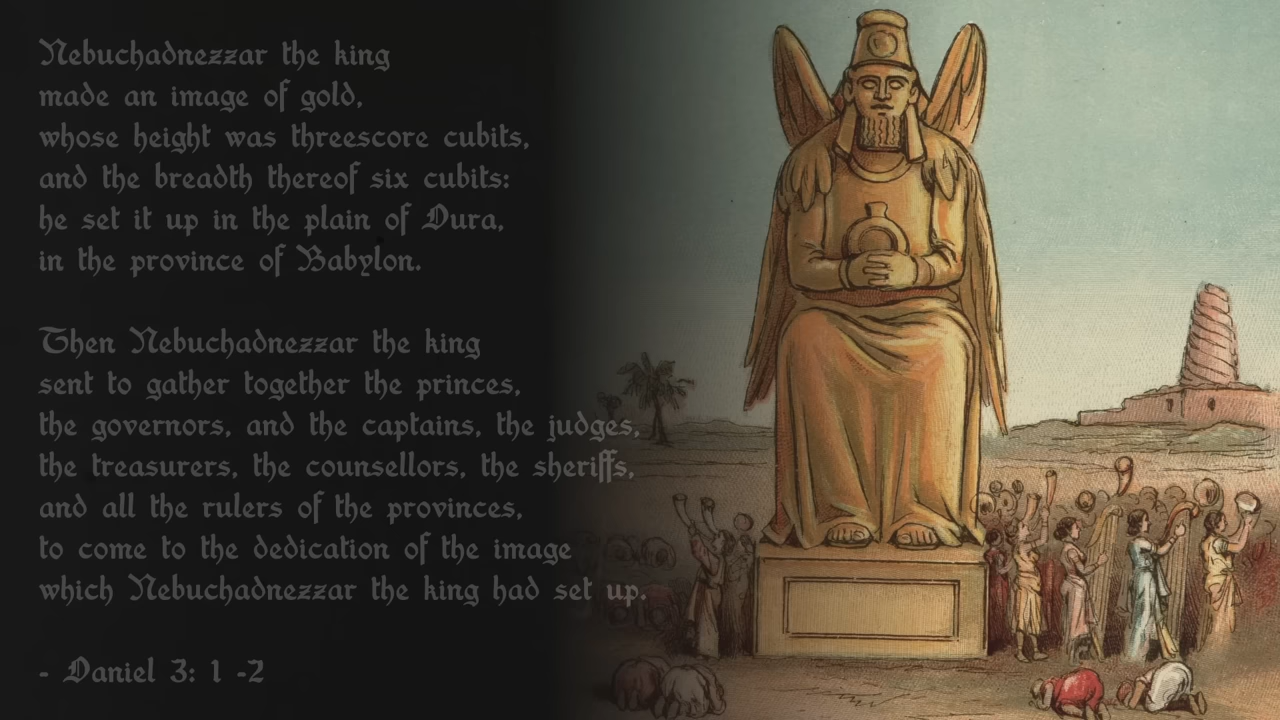 Nebuchadnezzar the king
made an image of gold,
whose height was threescore cubits,
and the breadth thereof six cubits:
he set it up in the plain of Dura,
in the province of Babylon.
Then Nebuchadnezzar the king
sent to gather together the princes,
the governors, and the captains, the judges,
the treasurers, the counsellors, the sheriffs,
and all the rulers of the provinces,
to come to the dedication of the image
which Nebuchadnezzar the king had set up.
- Daniel 3: 1 -2